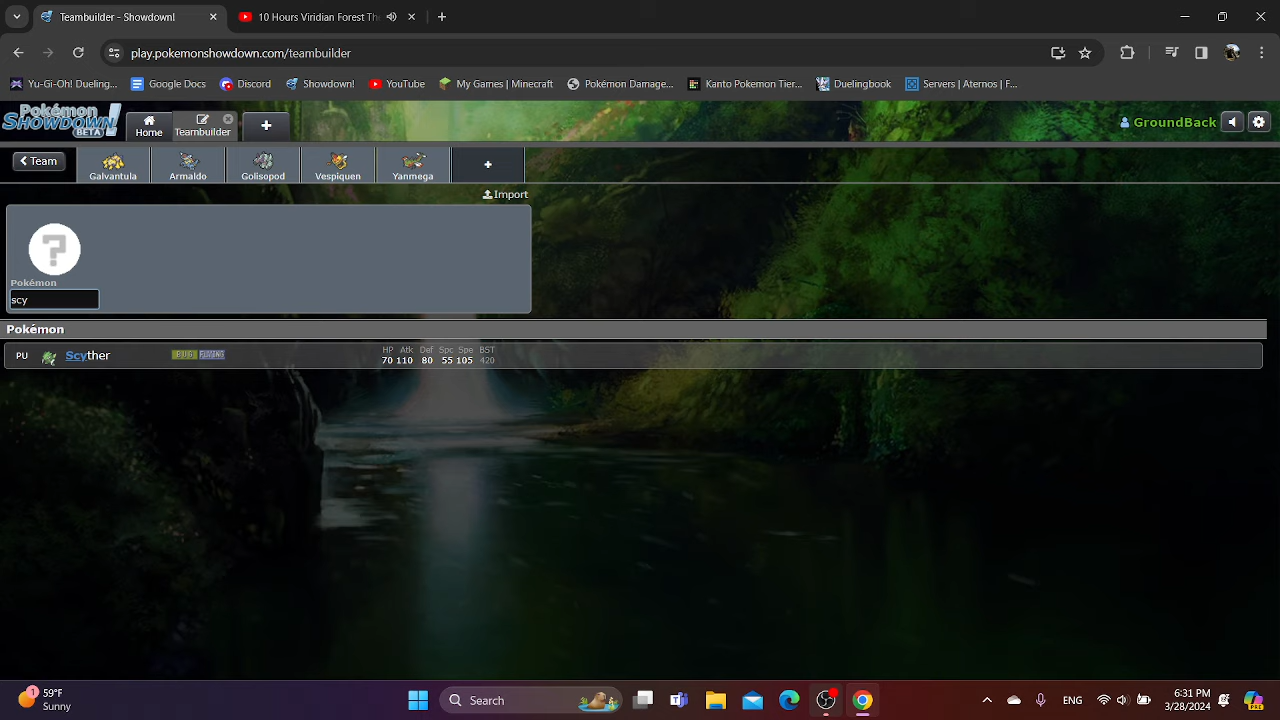 Teambuilder - Showdown!
10 Hours Viridian Forest Th
play.pokemonshowdown.com/teambuilder
Yu-Gi-Oh! Dueling...
Google Docs
Discord
Showdown!
YouTube
My Games | Minecraft
Pokémon Damage...
Kanto Pokemon Tier...
Duelingbook
Servers | Aternos | F...
Pokémon
SHOWDOWN!
BETA
Home
Teambuilder
GroundBack
Team
Galvantula
Armaldo
Golisopod
Vespiquen
Yanmega
Import
Pokémon
scy
Pokémon
PU Scyther BUG FLYING HP Atk Def Spc Spe BST
70 110 80 55 105 420
59°F
Sunny
1
Search
ENG
6:31 PM
3/28/2024
PRE